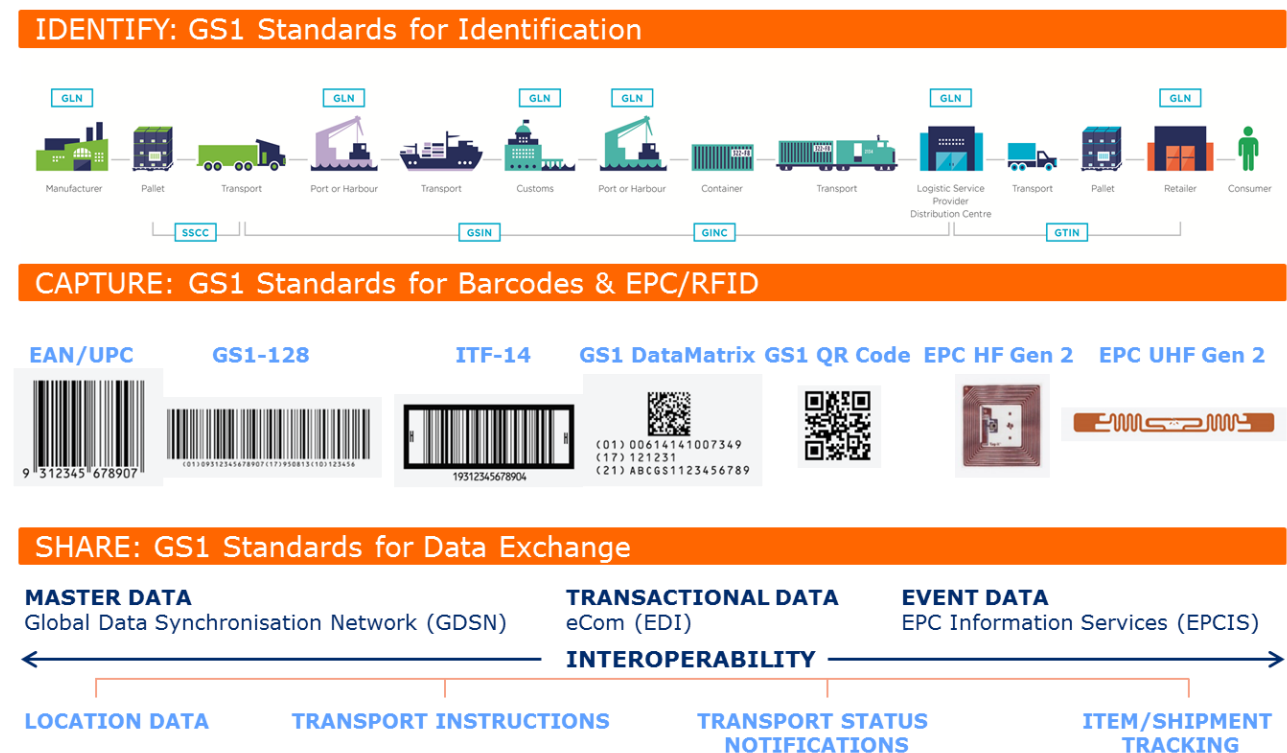 IDENTIFY: GS1 Standards for Identification
GLN
GLN
GLN
GLN
GLN
GLN
Manufacturer
Pallet
Transport
Port or Harbour
Transport
Customs
Port or Harbour
322-FB
Container
322-FB
Transport
Logistic Service
Provider
Distribution Centre
Transport
Pallet
Retailer
Consumer
SSCC
GSIN
GINC
GTIN
CAPTURE: GS1 Standards for Barcodes & EPC/RFID
EAN/UPC
GS1-128
ITF-14
GS1 DataMatrix
GS1 QR Code
EPC HF Gen 2
EPC UHF Gen 2
9 312345 678907
(01)09312345678907(17)950813(10)123456
19312345678904
(01)00614141007349
(17)121231
(21)ABCGS1123456789
SHARE: GS1 Standards for Data Exchange
MASTER DATA
Global Data Synchronisation Network (GDSN)
TRANSACTIONAL DATA
eCom (EDI)
EVENT DATA
EPC Information Services (EPCIS)
INTEROPERABILITY
LOCATION DATA
TRANSPORT INSTRUCTIONS
TRANSPORT STATUS
NOTIFICATIONS
ITEM/SHIPMENT
TRACKING